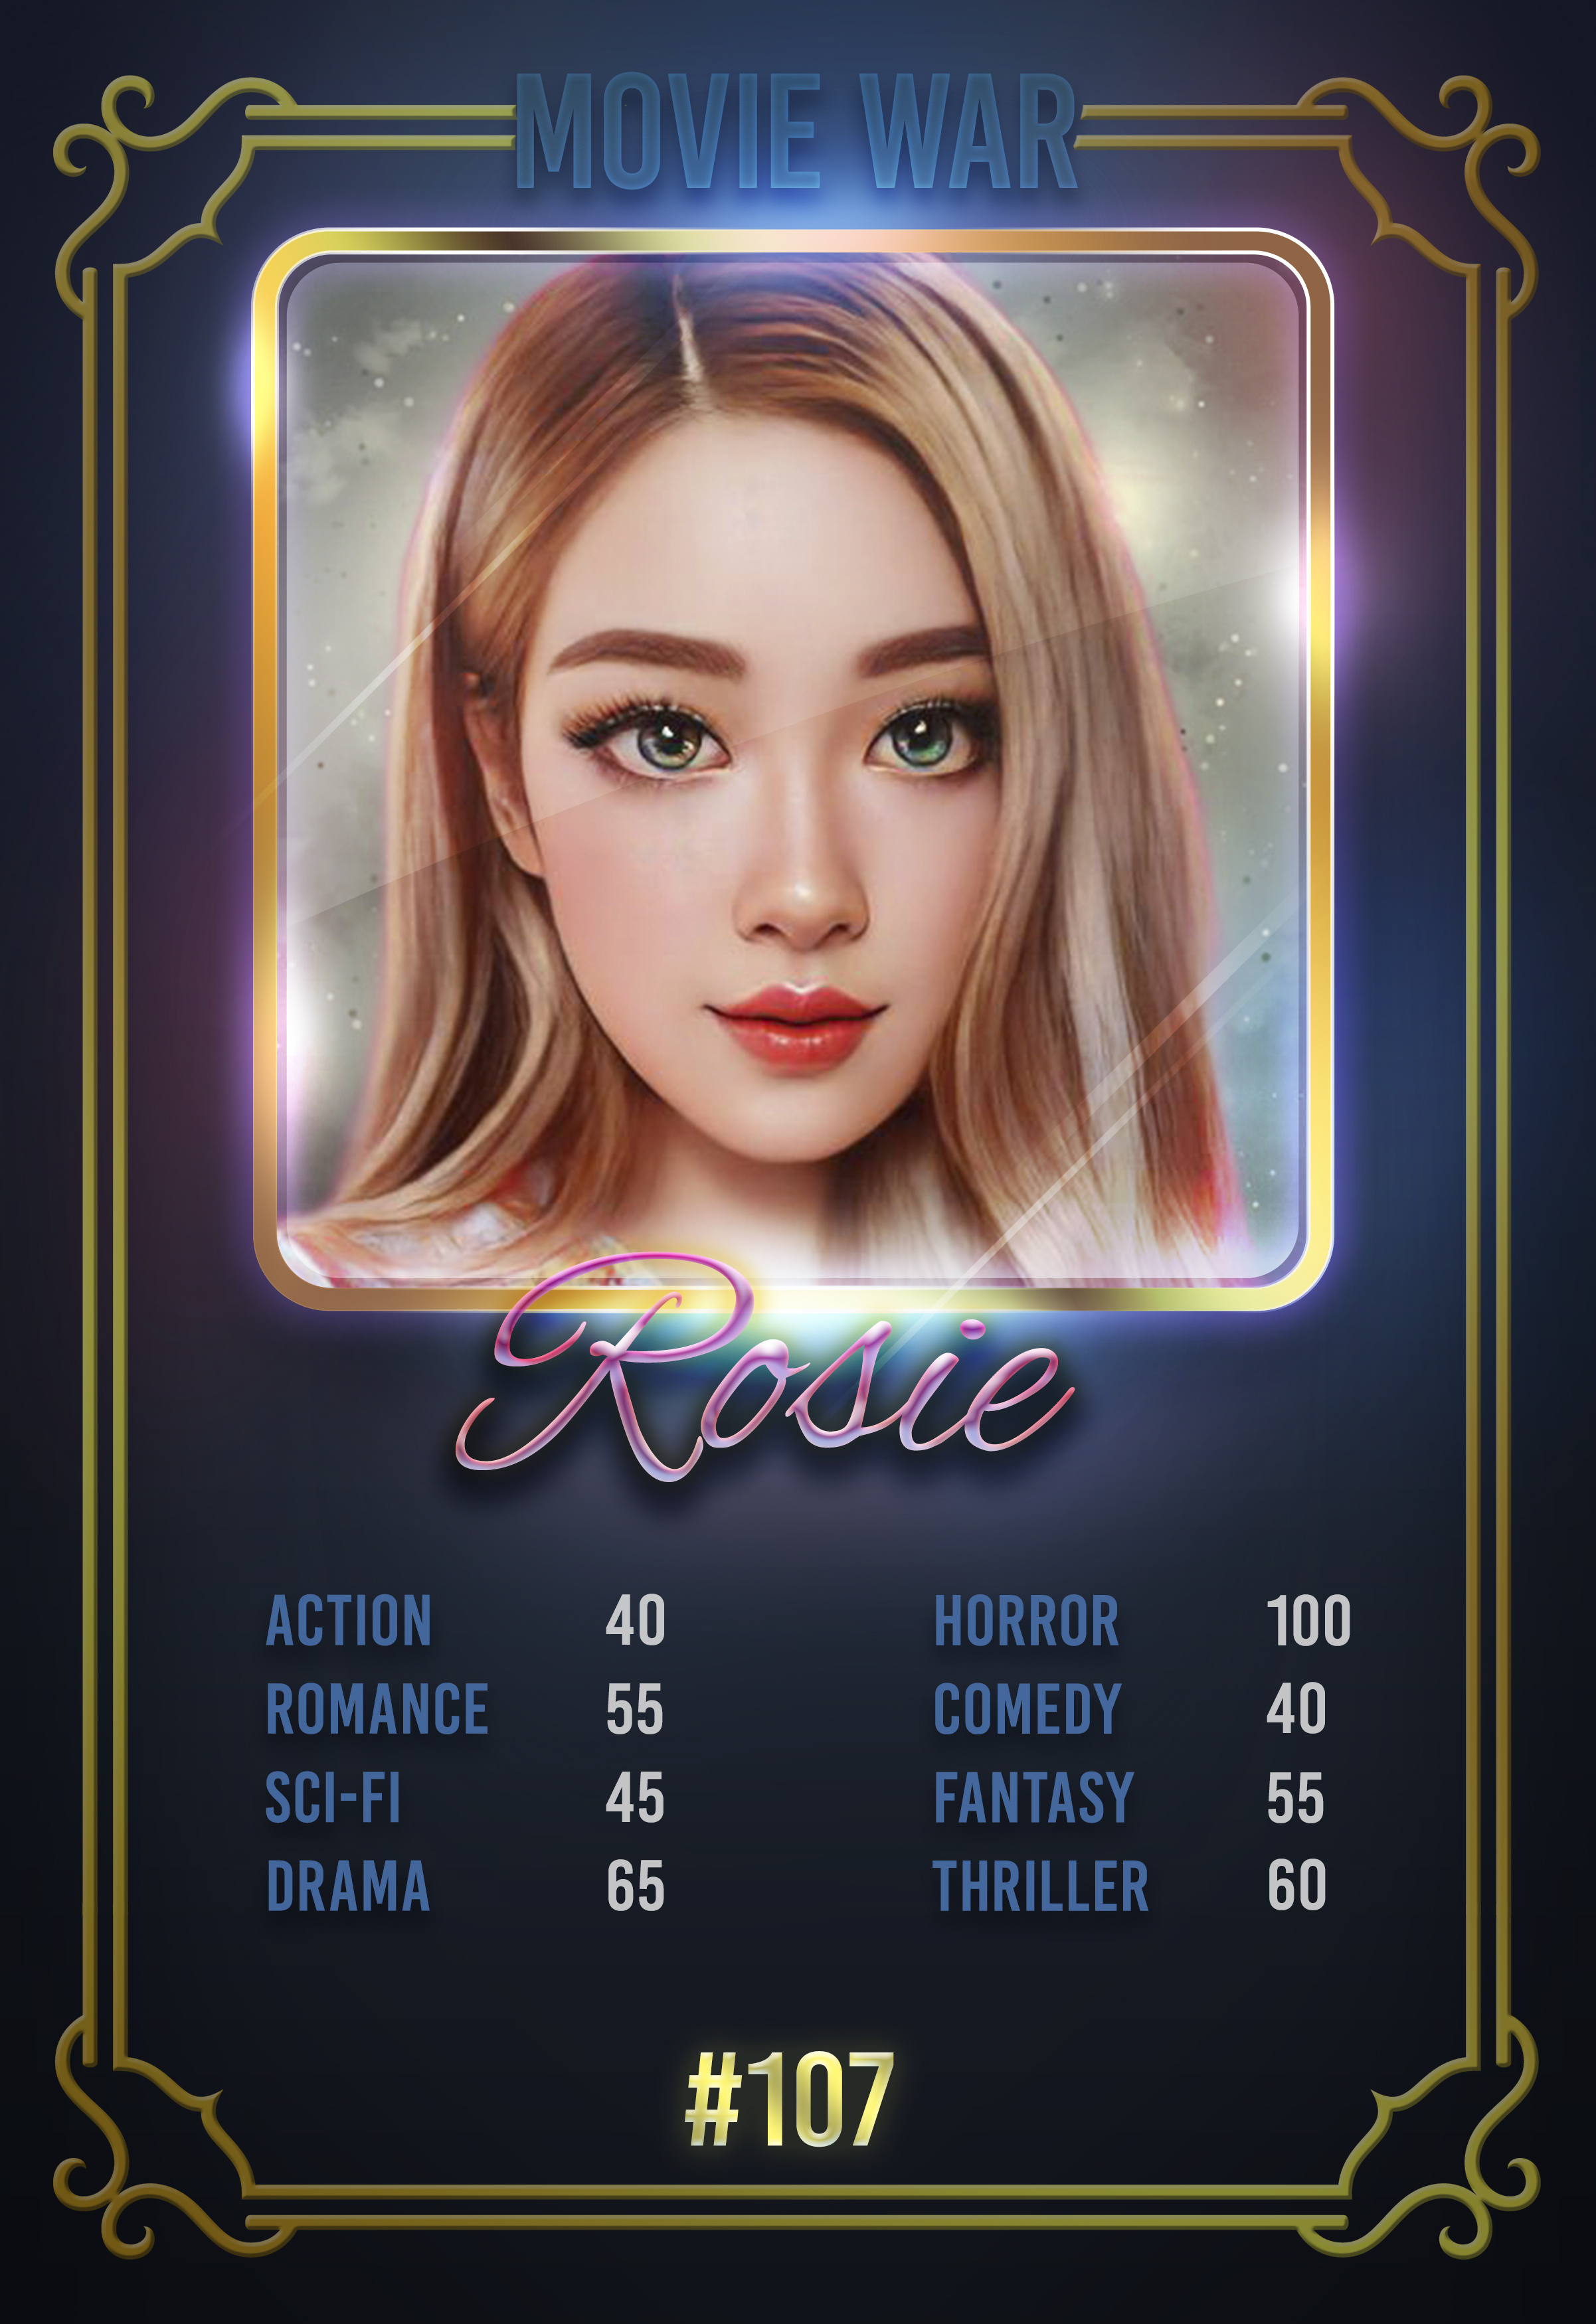 MOVIE WAR
Rosie
ACTION 40 HORROR 100
ROMANCE 55 COMEDY 40
SCI-FI 45 FANTASY 55
DRAMA 65 THRILLER 60
#107